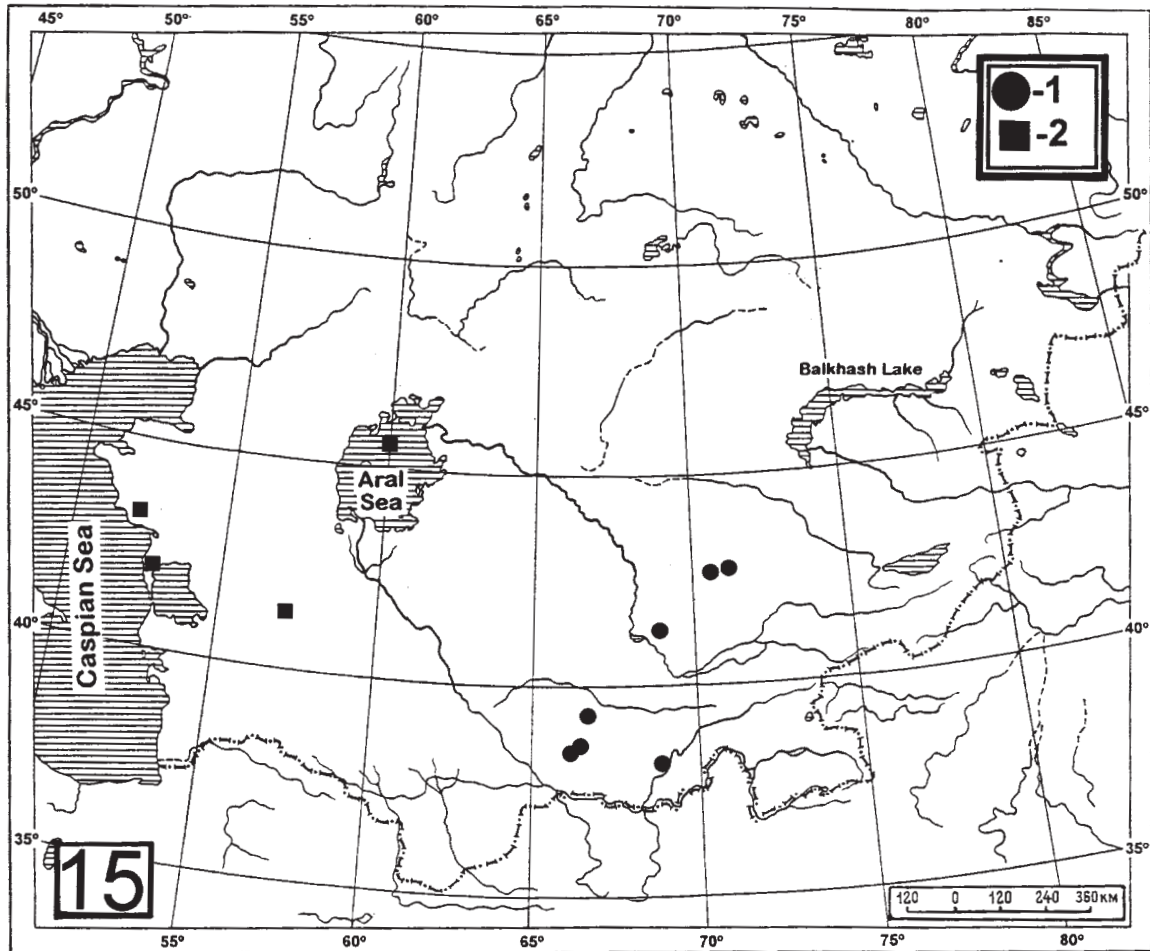 45° 50° 55° 60° 65° 70° 75° 80° 85°
-1
-2
50° 50°
Balkhash Lake
45° 45°
Aral
Sea
Caspian Sea
40° 40°
35° 35°
15
120 0 120 240 360 КМ
55° 60° 65° 70° 75° 80°